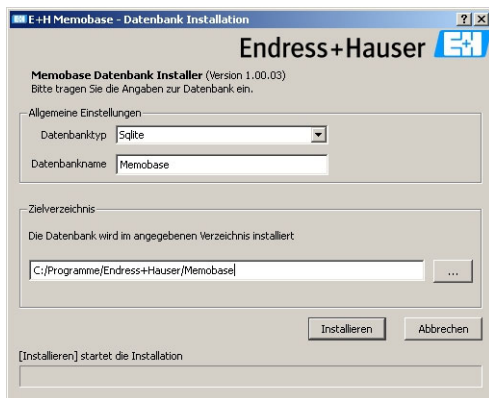 E+H Memobase - Datenbank Installation
Endress+Hauser EH
Memobase Datenbank Installer (Version 1.00.03)
Bitte tragen Sie die Angaben zur Datenbank ein.
Allgemeine Einstellungen
Datenbanktyp Sqlite
Datenbankname Memobase
Zielverzeichnis
Die Datenbank wird im angegebenen Verzeichnis installiert
C:/Programme/Endress+Hauser/Memobase
...
Installieren Abbrechen
[Installieren] startet die Installation